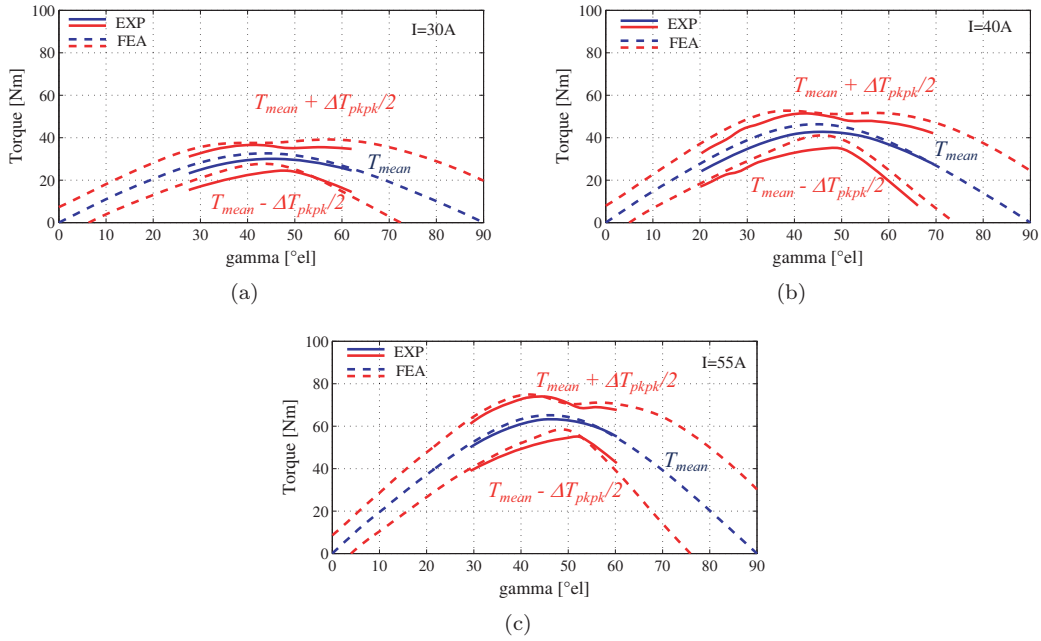 100
80
60
40
20
0
Torque [Nm]
EXP
FEA
I=30A
T_mean + ΔT_pkpk/2
T_mean
T_mean - ΔT_pkpk/2
0 10 20 30 40 50 60 70 80 90
gamma [°el]
(a)
100
80
60
40
20
0
Torque [Nm]
EXP
FEA
I=40A
T_mean + ΔT_pkpk/2
T_mean
T_mean - ΔT_pkpk/2
0 10 20 30 40 50 60 70 80 90
gamma [°el]
(b)
100
80
60
40
20
0
Torque [Nm]
EXP
FEA
I=55A
T_mean + ΔT_pkpk/2
T_mean
T_mean - ΔT_pkpk/2
0 10 20 30 40 50 60 70 80 90
gamma [°el]
(c)